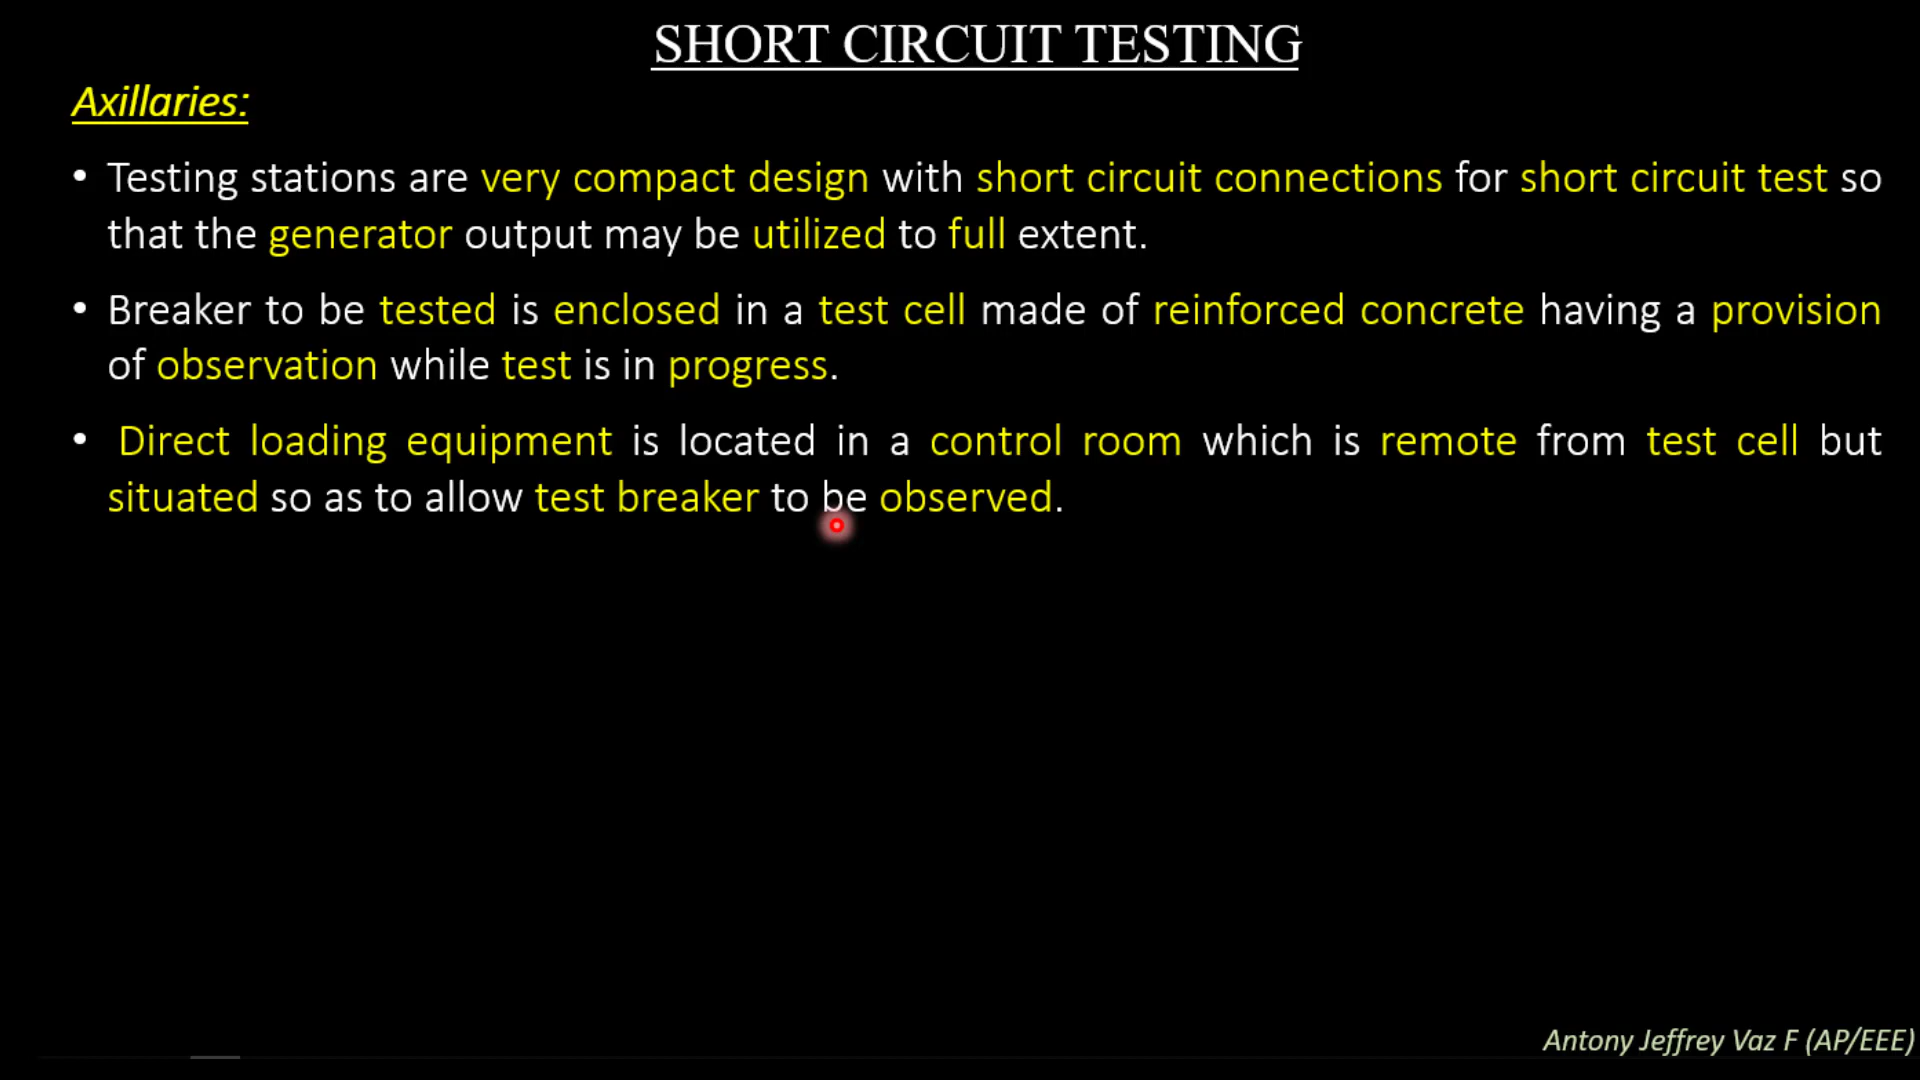 SHORT CIRCUIT TESTING
Axillaries:
• Testing stations are very compact design with short circuit connections for short circuit test so
that the generator output may be utilized to full extent.
• Breaker to be tested is enclosed in a test cell made of reinforced concrete having a provision
of observation while test is in progress.
• Direct loading equipment is located in a control room which is remote from test cell but
situated so as to allow test breaker to be observed.
Antony Jeffrey Vaz F (AP/EEE)